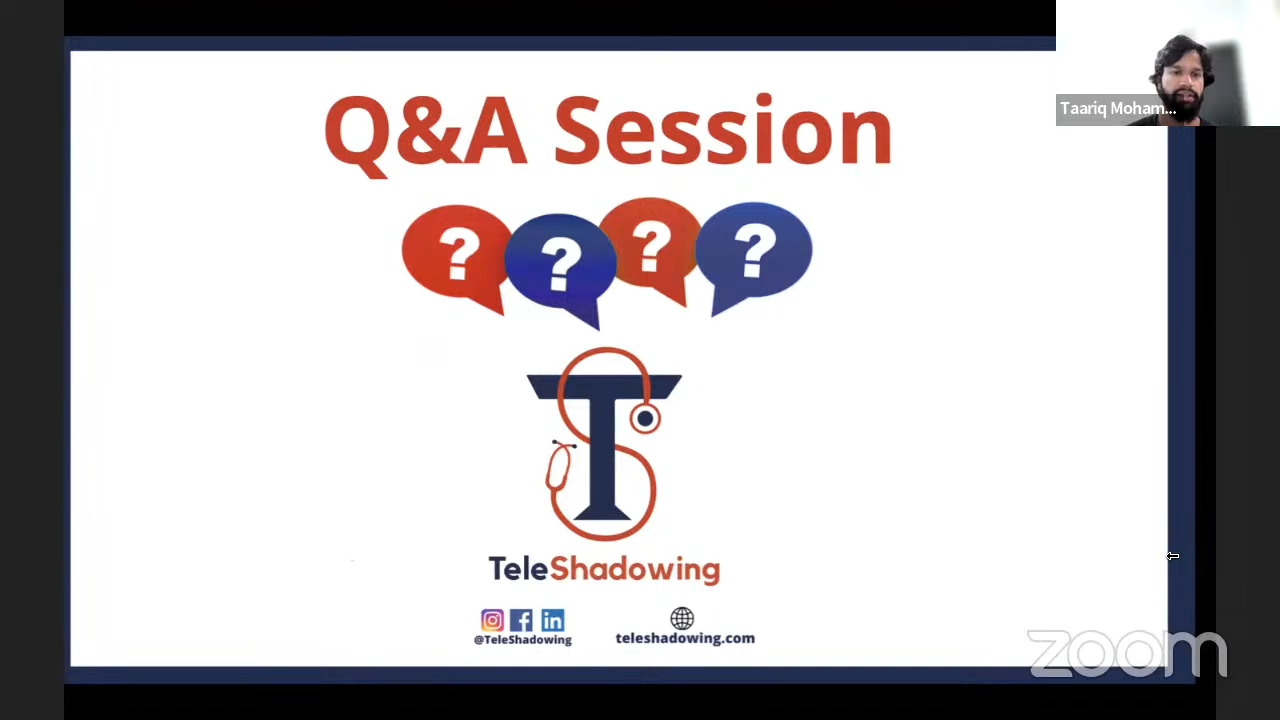 Q&A Session
Taariq Moham...
? ? ? ?
TeleShadowing
@TeleShadowing
teleshadowing.com
zoom